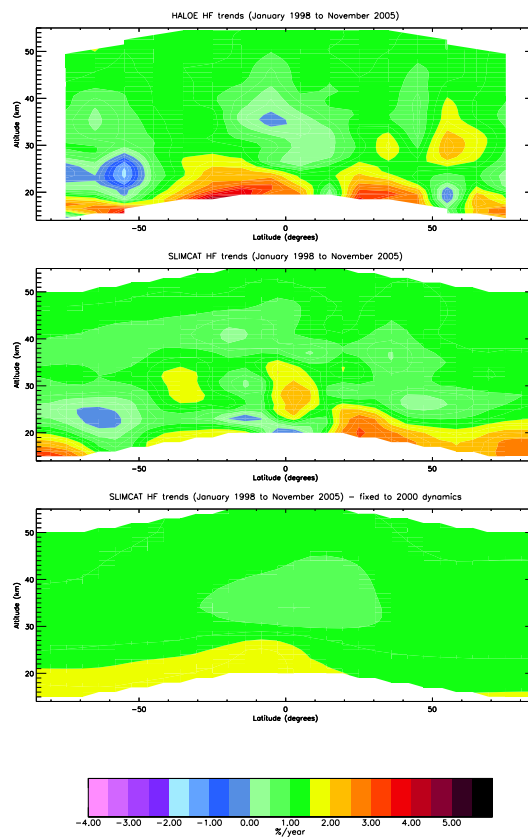 HALOE HF trends (January 1998 to November 2005)
50
40
30
20
Altitude (km)
−50
0
50
Latitude (degrees)
SLIMCAT HF trends (January 1998 to November 2005)
50
40
30
20
Altitude (km)
−50
0
50
Latitude (degrees)
SLIMCAT HF trends (January 1998 to November 2005) − fixed to 2000 dynamics
50
40
30
20
Altitude (km)
−50
0
50
Latitude (degrees)
−4.00 −3.00 −2.00 −1.00 0.00 1.00 2.00 3.00 4.00 5.00
%/year